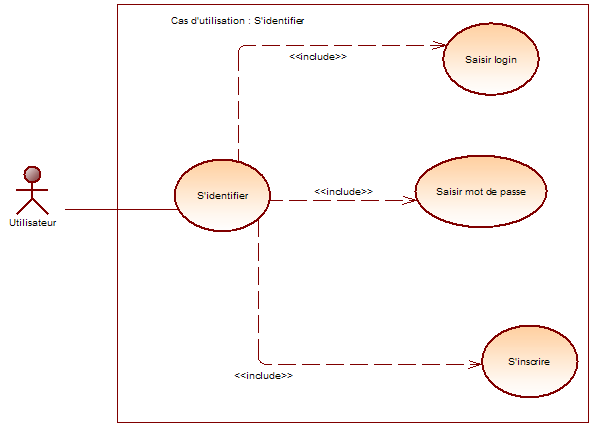 Cas d'utilisation : S'identifier
<<include>>
Saisir login
Utilisateur
S'identifier
<<include>>
Saisir mot de passe
<<include>>
S'inscrire